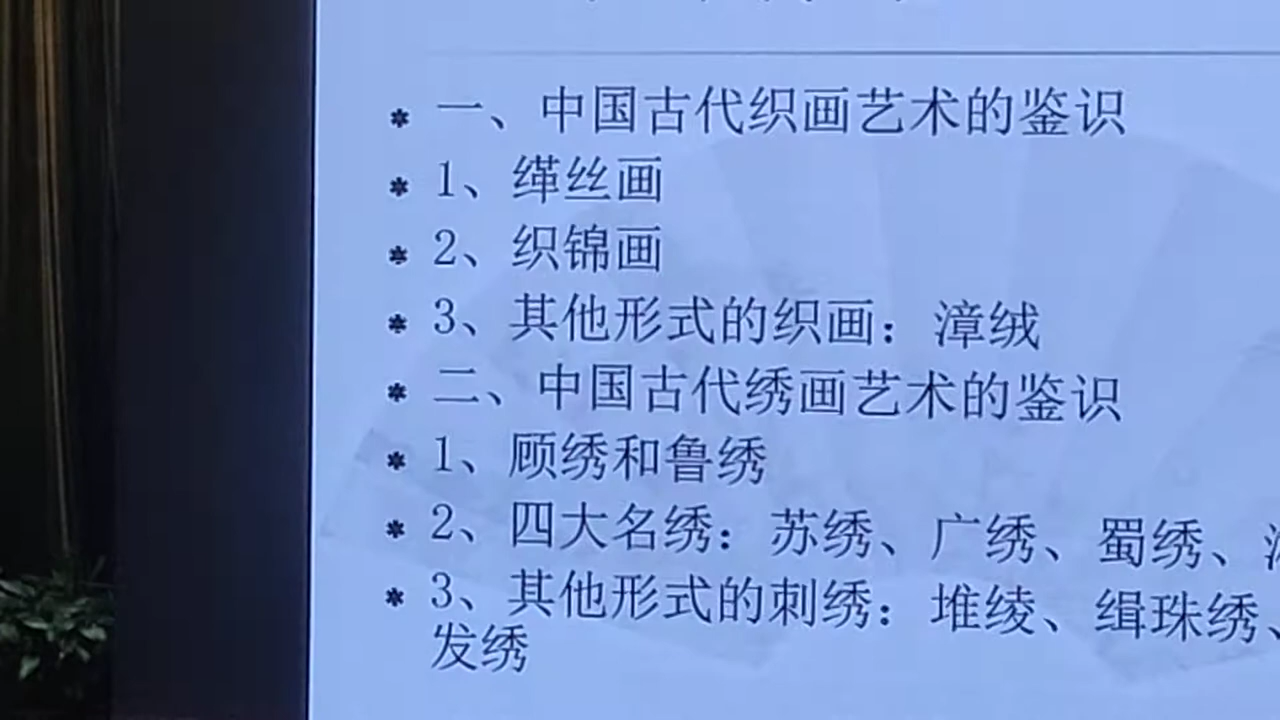 * 一、中国古代织画艺术的鉴识
* 1、缂丝画
* 2、织锦画
* 3、其他形式的织画：漳绒
* 二、中国古代绣画艺术的鉴识
* 1、顾绣和鲁绣
* 2、四大名绣：苏绣、广绣、蜀绣、
* 3、其他形式的刺绣：堆绫、缉珠绣、
发绣